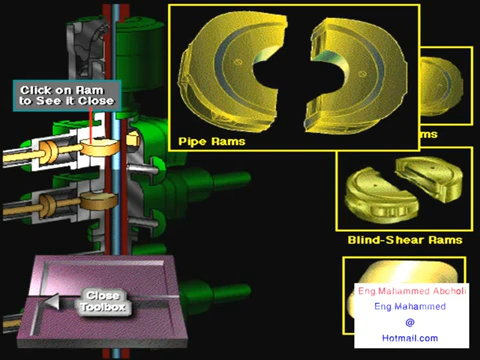 Click on Ram
to See it Close
Pipe Rams
ms
Blind-Shear Rams
Close
Toolbox
Eng.Mahammed Aboholi
Eng.Mahammed
@
Hotmail.com